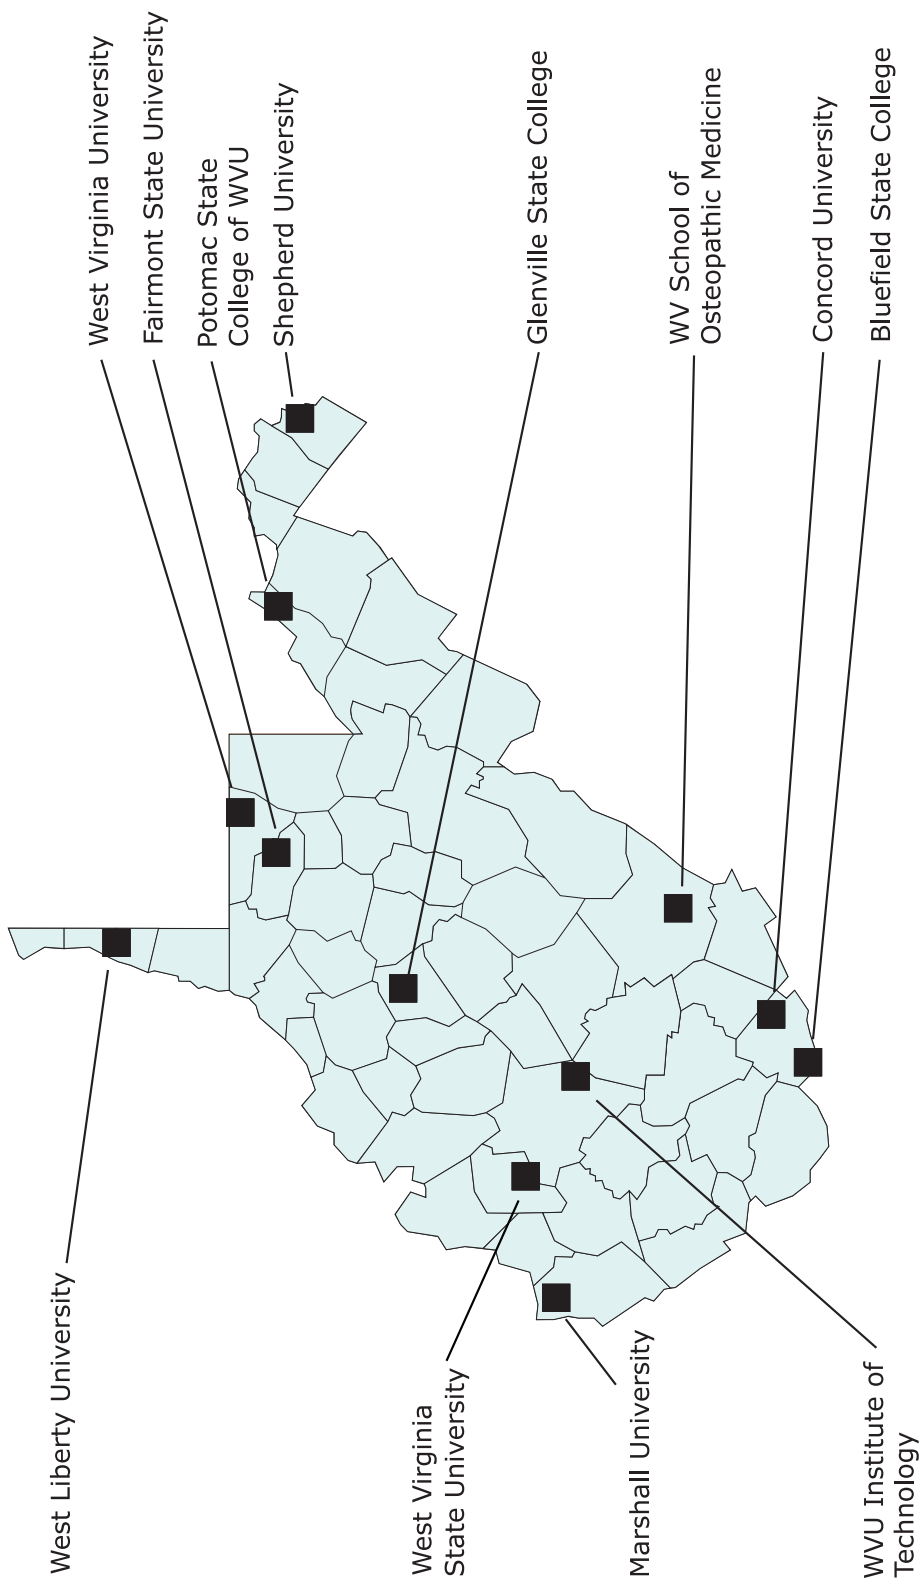 West Virginia University
Fairmont State University
Potomac State
College of WVU
Shepherd University
Glenville State College
WV School of
Osteopathic Medicine
Concord University
Bluefield State College
West Liberty University
West Virginia
State University
Marshall University
WVU Institute of
Technology